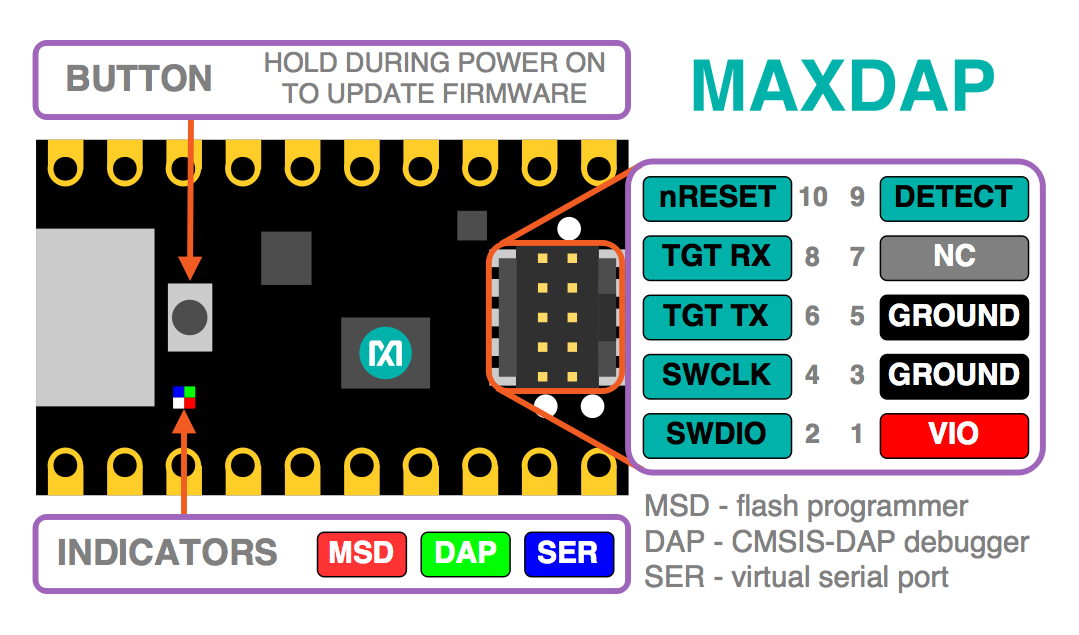 BUTTON
HOLD DURING POWER ON
TO UPDATE FIRMWARE
MAXDAP
nRESET 10 9 DETECT
TGT RX 8 7 NC
TGT TX 6 5 GROUND
SWCLK 4 3 GROUND
SWDIO 2 1 VIO
INDICATORS MSD DAP SER
MSD - flash programmer
DAP - CMSIS-DAP debugger
SER - virtual serial port